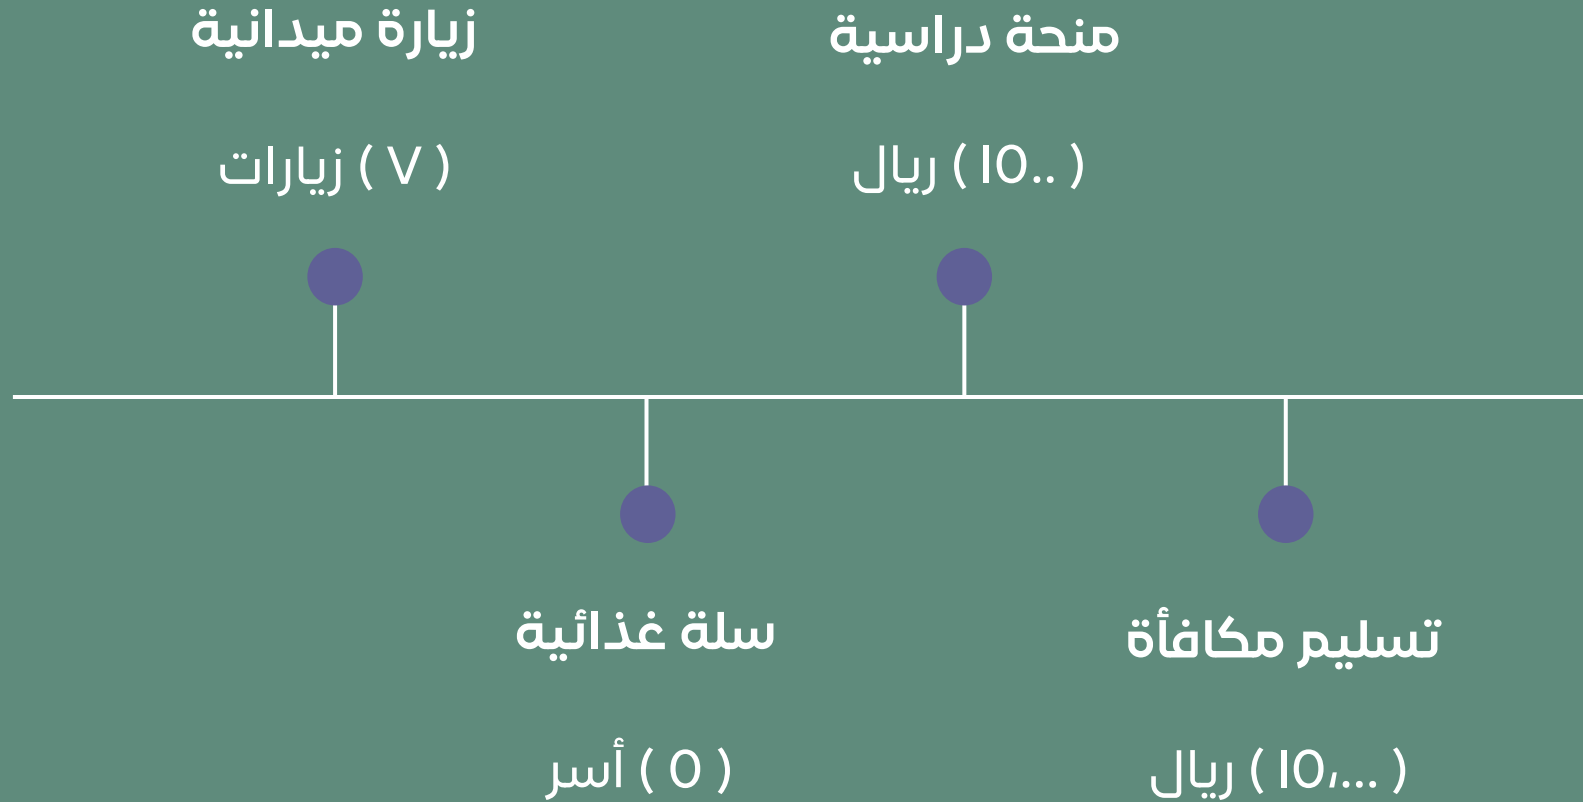 منحة دراسية
( ١٥٠٠ ) ريال
زيارة ميدانية
( ٧ ) زيارات
تسليم مكافأة
( ١٥،٠٠٠ ) ريال
سلة غذائية
( ٥ ) أسر